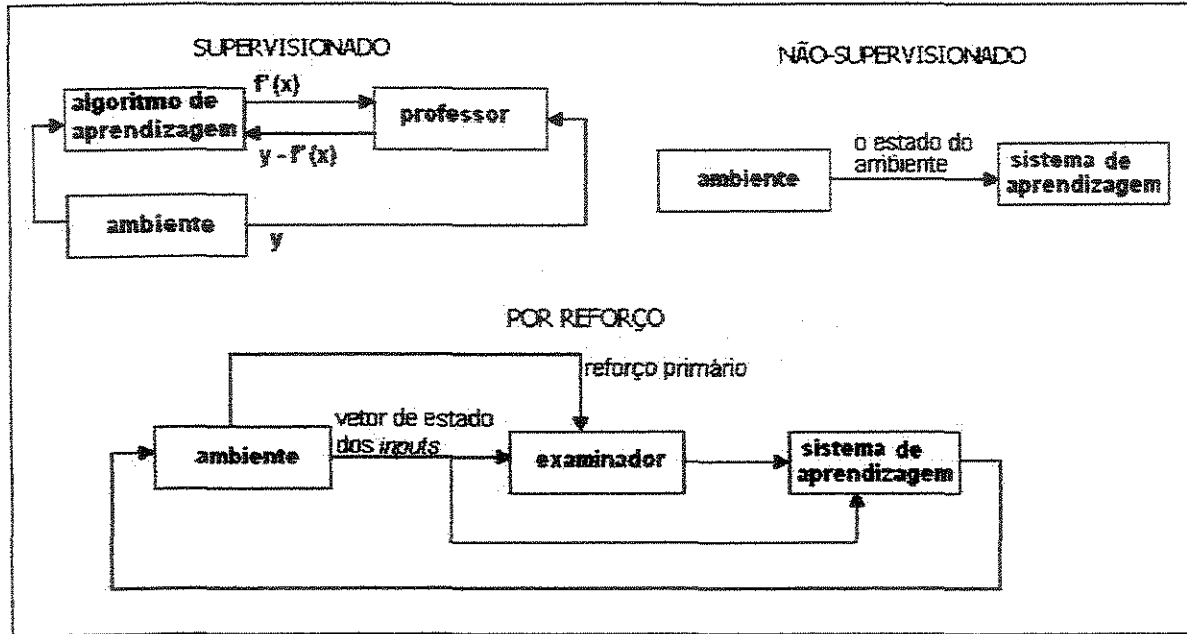 SUPERVISIONADO
f'(x)
algoritmo de
aprendizagem
professor
y - f'(x)
ambiente
y
NÃO-SUPERVISIONADO
o estado do
ambiente
ambiente
sistema de
aprendizagem
POR REFORÇO
reforço primário
vetor de estado
dos inputs
ambiente
examinador
sistema de
aprendizagem